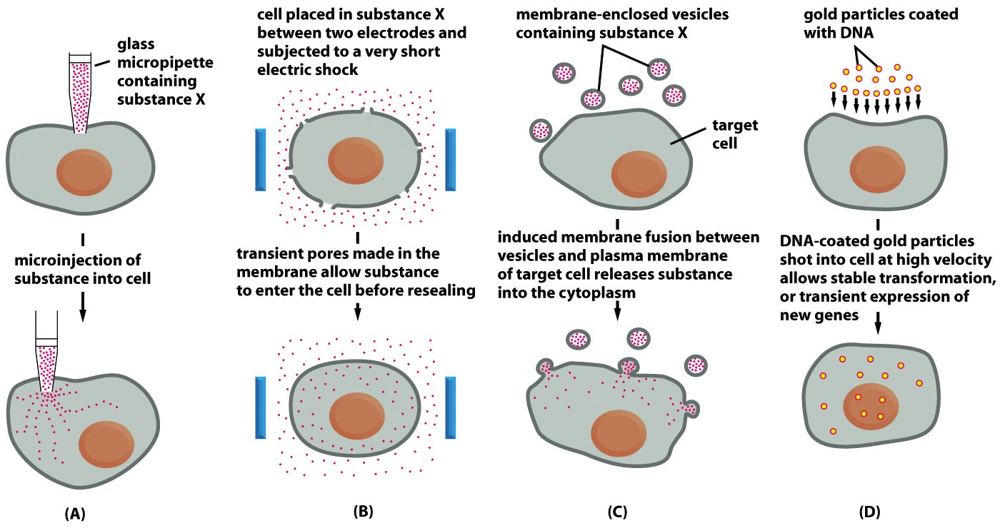 glass
micropipette
containing
substance X
microinjection of
substance into cell
(A)
cell placed in substance X
between two electrodes and
subjected to a very short
electric shock
transient pores made in the
membrane allow substance
to enter the cell before resealing
(B)
membrane-enclosed vesicles
containing substance X
target
cell
induced membrane fusion between
vesicles and plasma membrane
of target cell releases substance
into the cytoplasm
(C)
gold particles coated
with DNA
DNA-coated gold particles
shot into cell at high velocity
allows stable transformation,
or transient expression of
new genes
(D)